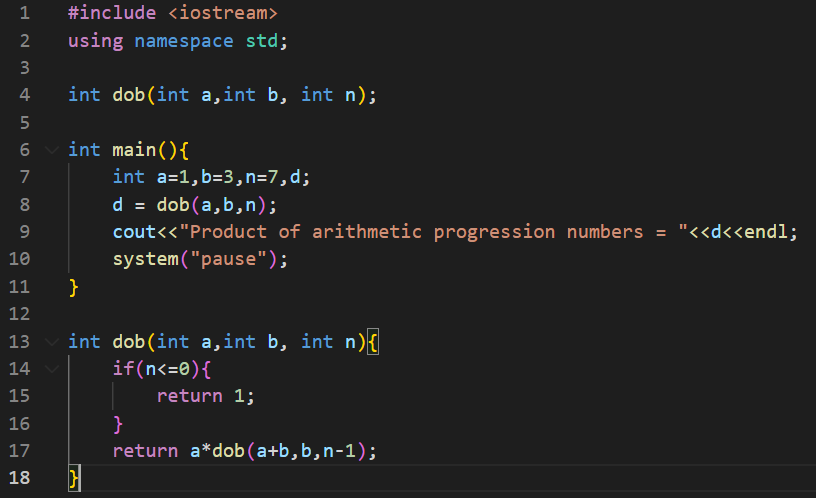 1 #include <iostream>
2 using namespace std;
3
4 int dob(int a,int b, int n);
5
6 int main(){
7     int a=1,b=3,n=7,d;
8     d = dob(a,b,n);
9     cout<<"Product of arithmetic progression numbers = "<<d<<endl;
10     system("pause");
11 }
12
13 int dob(int a,int b, int n){
14     if(n<=0){
15         return 1;
16     }
17     return a*dob(a+b,b,n-1);
18 }